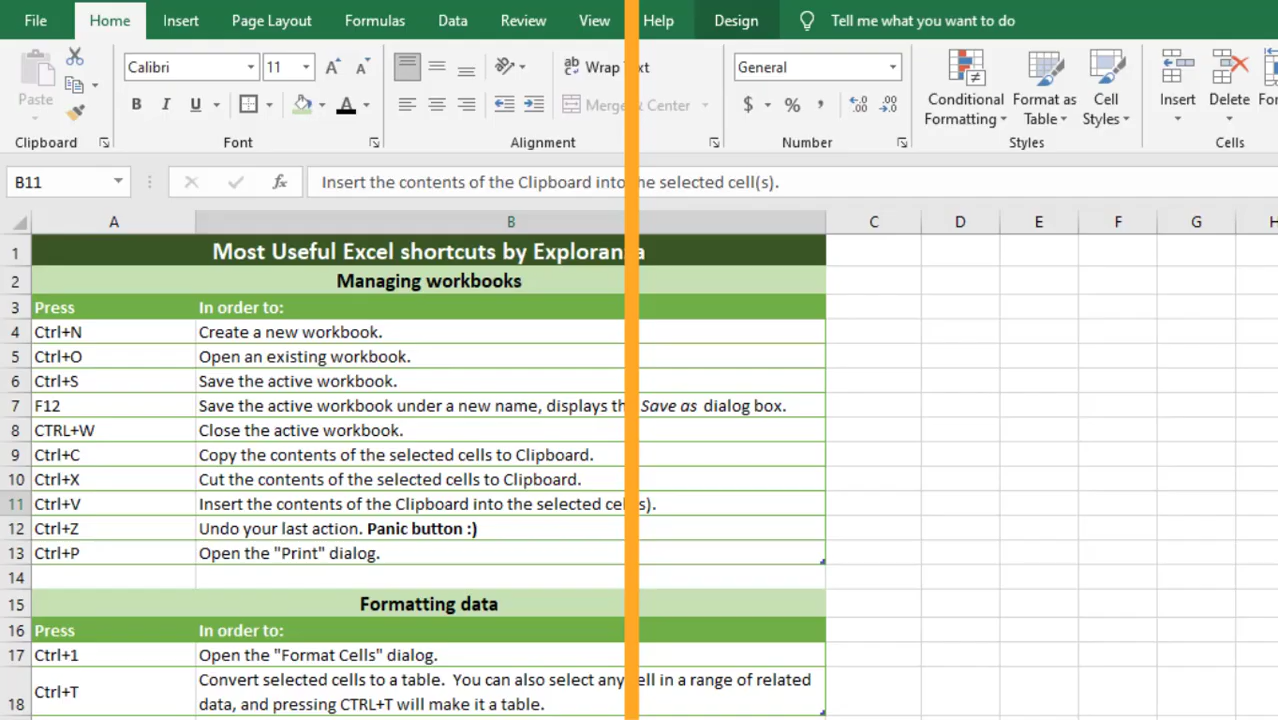 File Home Insert Page Layout Formulas Data Review View Help Design Tell me what you want to do
Calibri 11 Wrap Text General
Paste B I U Merge & Center $ % , .00 .00 Conditional Format as Cell Insert Delete
Formatting Table Styles
Clipboard Font Alignment Number Styles Cells
B11 fx Insert the contents of the Clipboard into the selected cell(s).
A B C D E F G H
1 Most Useful Excel shortcuts by
2 Managing workbooks
3 Press In order to:
4 Ctrl+N Create a new workbook.
5 Ctrl+O Open an existing workbook.
6 Ctrl+S Save the active workbook.
7 F12 Save the active workbook under a new name, displays the Save as dialog box.
8 CTRL+W Close the active workbook.
9 Ctrl+C Copy the contents of the selected cells to Clipboard.
10 Ctrl+X Cut the contents of the selected cells to Clipboard.
11 Ctrl+V Insert the contents of the Clipboard into the selected cell(s).
12 Ctrl+Z Undo your last action. Panic button :)
13 Ctrl+P Open the "Print" dialog.
14
15 Formatting data
16 Press In order to:
17 Ctrl+1 Open the "Format Cells" dialog.
Convert selected cells to a table. You can also select any cell in a range of related
18 Ctrl+T data, and pressing CTRL+T will make it a table.